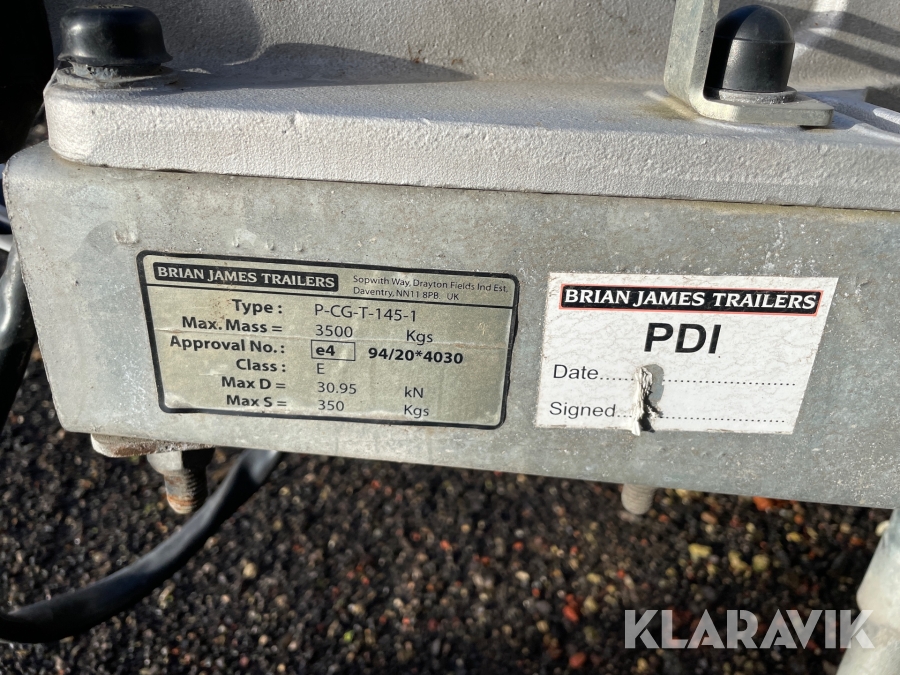 BRIAN JAMES TRAILERS
Sopwith Way, Drayton Fields Ind Est.
Daventry, NN11 8PB. UK
Type : P-CG-T-145-1
Max. Mass = 3500 Kgs
Approval No. : e4 94/20*4030
Class : E
Max D = 30.95 kN
Max S = 350 Kgs
BRIAN JAMES TRAILERS
PDI
Date
Signed
KLARAVIK